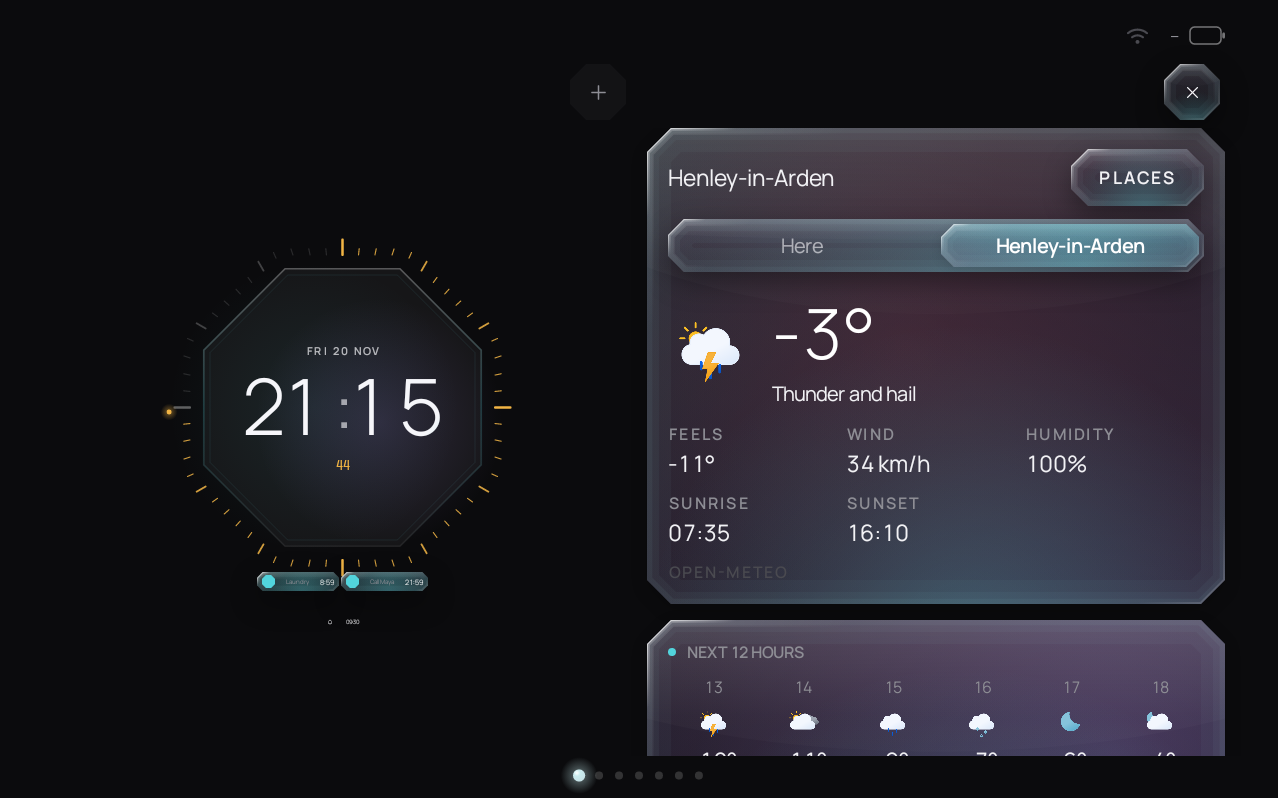 –
+
×
Henley-in-Arden
PLACES
Here
Henley-in-Arden
FRI 20 NOV
21:15
44
-3°
Thunder and hail
FEELS
WIND
HUMIDITY
-11°
34 km/h
100%
SUNRISE
SUNSET
07:35
16:10
OPEN-METEO
Laundry 8:59
Call Maya 21:59
0930
NEXT 12 HOURS
13 14 15 16 17 18